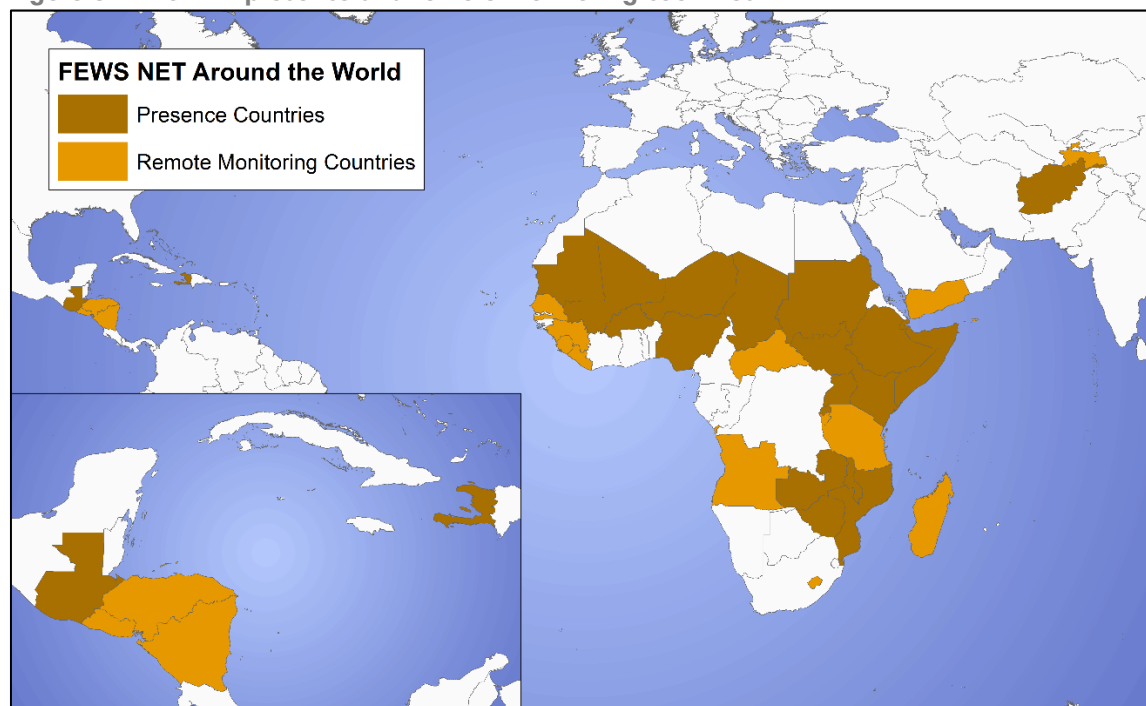 FEWS NET Around the World
Presence Countries
Remote Monitoring Countries